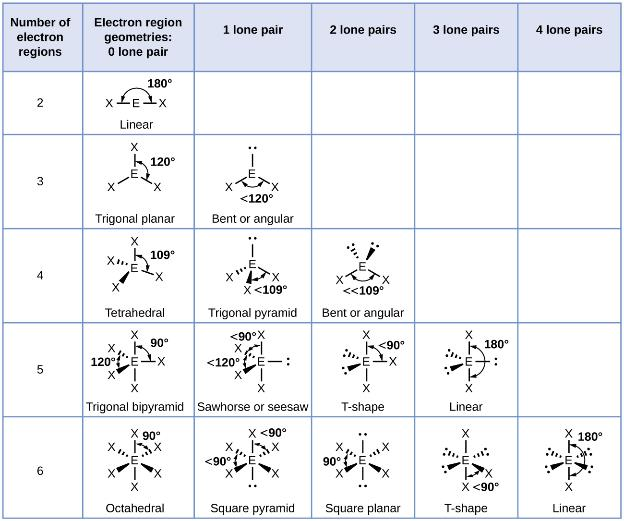 Number of electron regions
Electron region geometries: 0 lone pair
1 lone pair
2 lone pairs
3 lone pairs
4 lone pairs
2
180°
X E X
Linear
3
X
120°
E
X X
Trigonal planar
E
X X
<120°
Bent or angular
4
X
109°
X E
X X
Tetrahedral
E
X X
X <109°
Trigonal pyramid
E
X X
<<109°
Bent or angular
5
X
90°
X
120° E X
X
X
Trigonal bipyramid
<90° X
X
<120° E
X
X
Sawhorse or seesaw
X
<90°
E X
X
T-shape
X
180°
E
X
Linear
6
X
90°
X X
E
X X
X
Octahedral
X <90°
X X
<90° E
X X
Square pyramid
X X
90° E
X X
Square planar
X
E X
X <90°
T-shape
X
180°
E
X
Linear